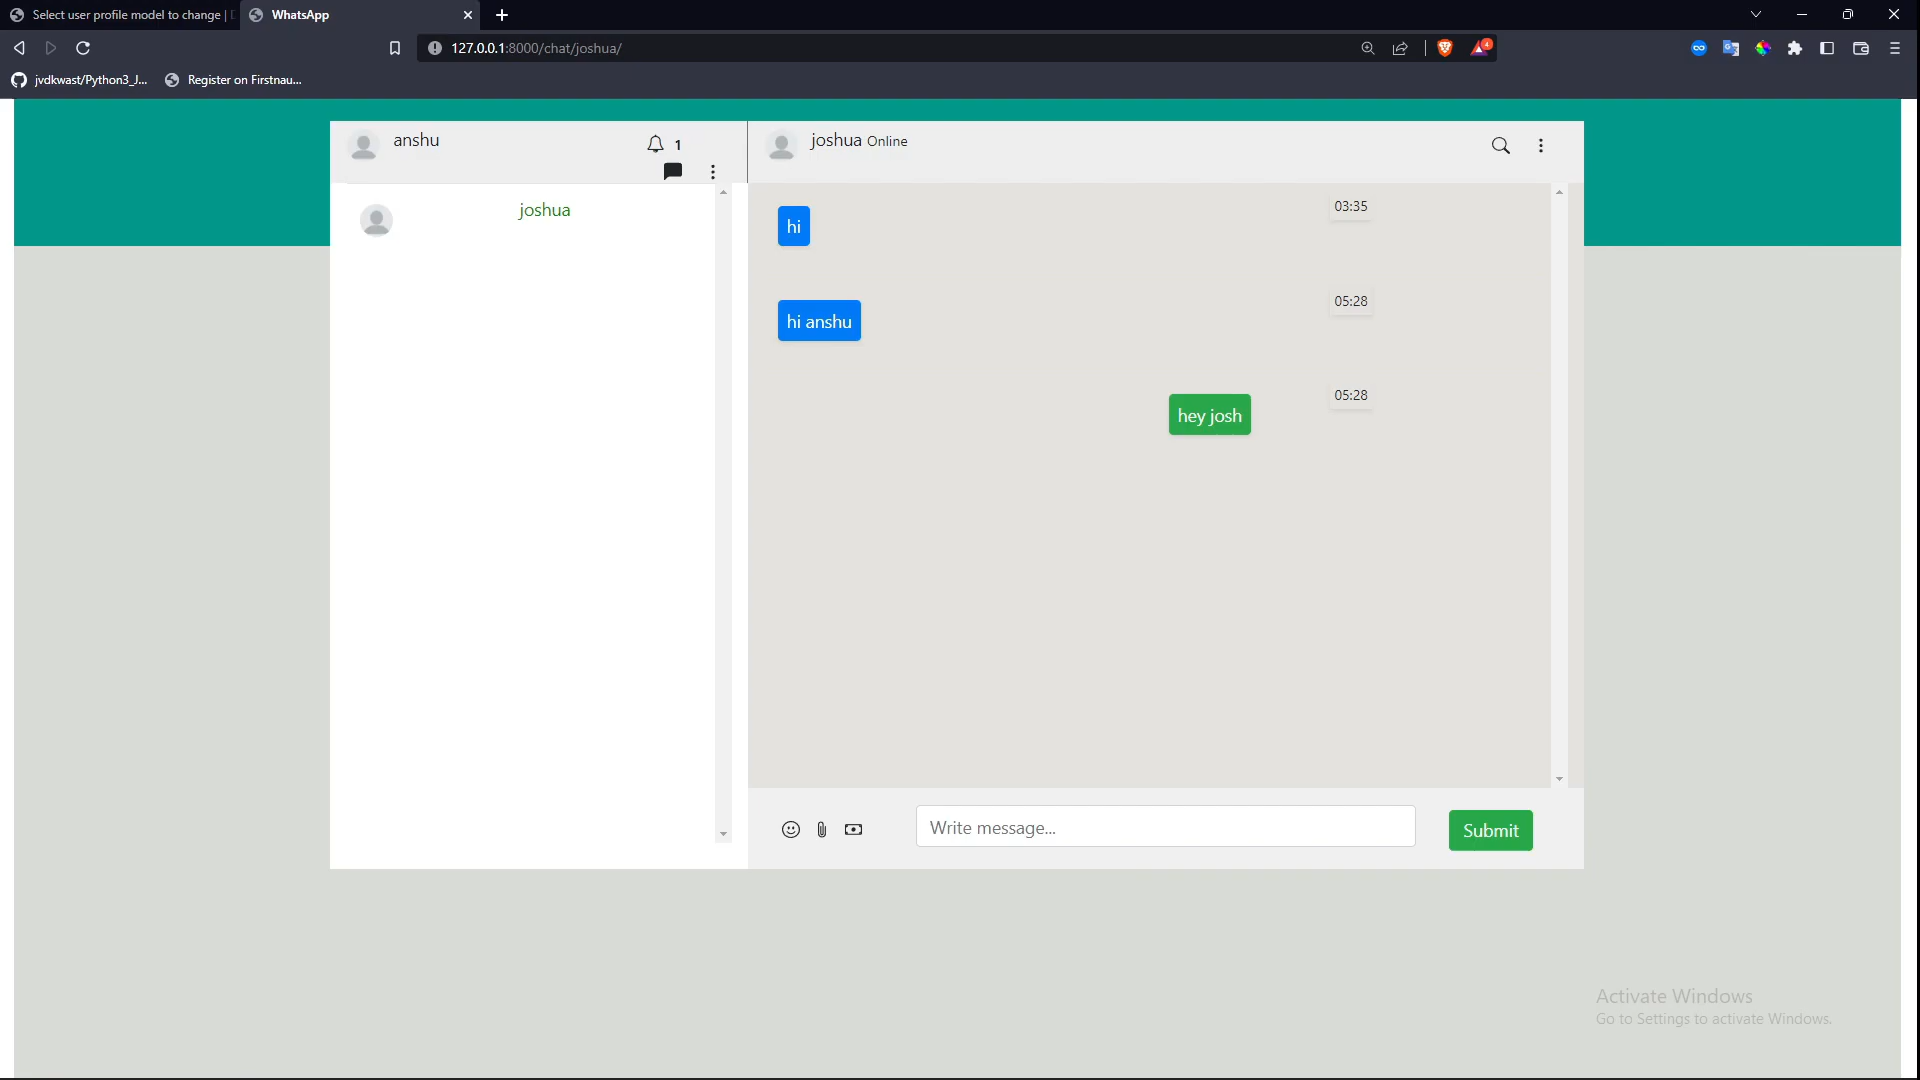 Select user profile model to change |
WhatsApp
127.0.0.1:8000/chat/joshua/
4
jvdkwast/Python3_J...
Register on Firstnau...
anshu
1
joshua Online
joshua
hi
03:35
hi anshu
05:28
hey josh
05:28
Write message...
Submit
Activate Windows
Go to Settings to activate Windows.